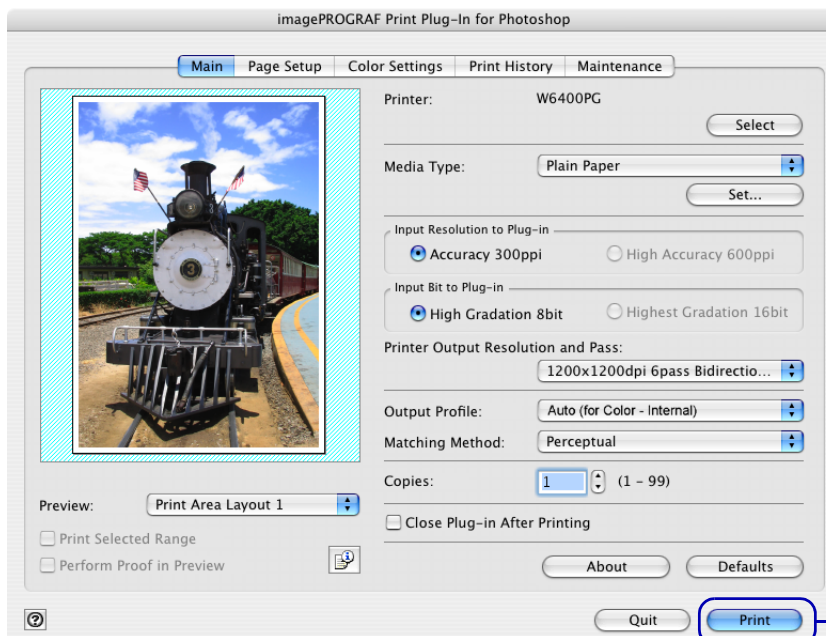 imagePROGRAF Print Plug-In for Photoshop
Main Page Setup Color Settings Print History Maintenance
Printer: W6400PG
Select
Media Type: Plain Paper
Set...
Input Resolution to Plug-in
Accuracy 300ppi High Accuracy 600ppi
Input Bit to Plug-in
High Gradation 8bit Highest Gradation 16bit
Printer Output Resolution and Pass:
1200x1200dpi 6pass Bidirectio...
Output Profile: Auto (for Color - Internal)
Matching Method: Perceptual
Copies: 1 (1 - 99)
Close Plug-in After Printing
About Defaults
3
Preview: Print Area Layout 1
Print Selected Range
Perform Proof in Preview
? Quit Print